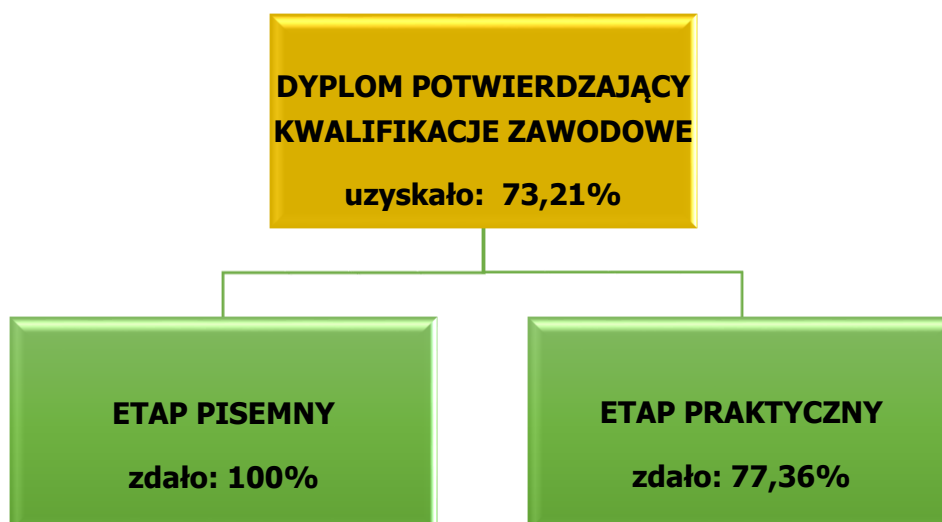 DYPLOM POTWIERDZAJĄCY
KWALIFIKACJE ZAWODOWE
uzyskało: 73,21%
ETAP PISEMNY
zdało: 100%
ETAP PRAKTYCZNY
zdało: 77,36%